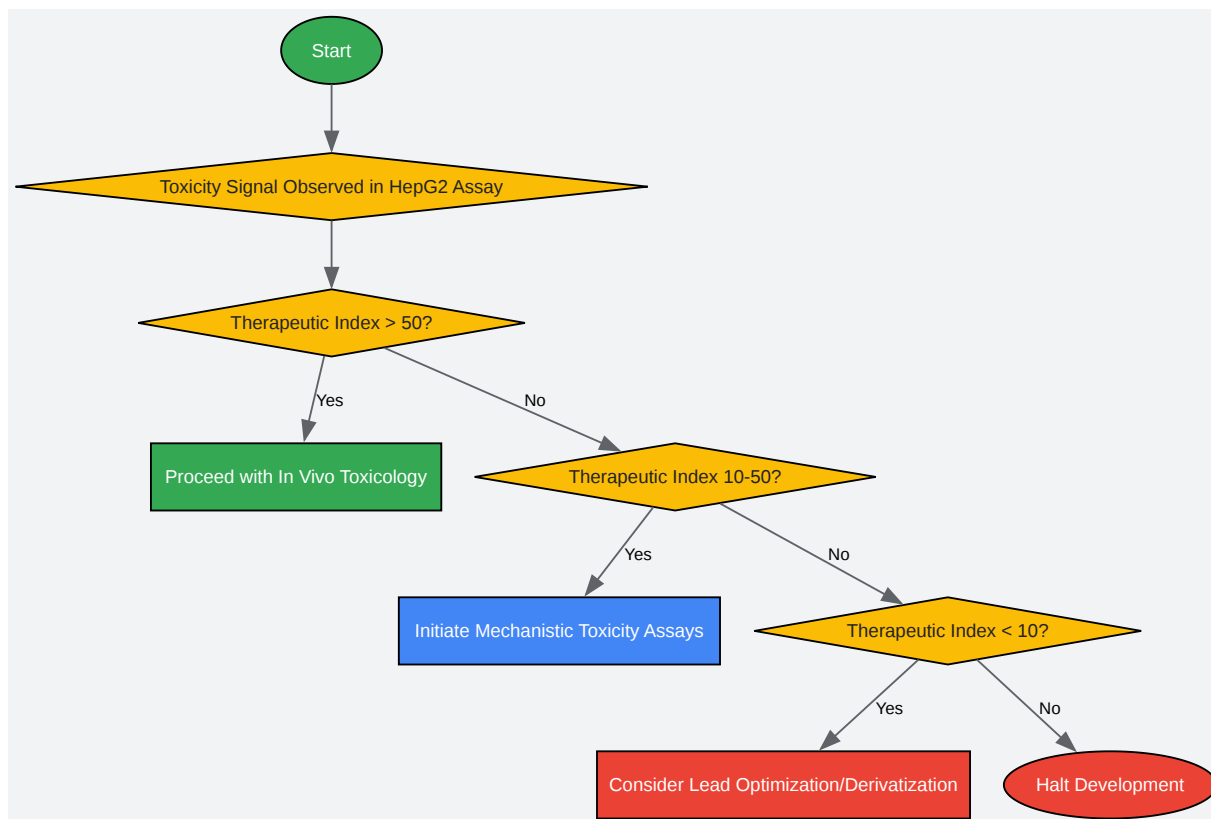 Start
Toxicity Signal Observed in HepG2 Assay
Therapeutic Index > 50?
Yes
No
Proceed with In Vivo Toxicology
Therapeutic Index 10-50?
Yes
No
Initiate Mechanistic Toxicity Assays
Therapeutic Index < 10?
Yes
No
Consider Lead Optimization/Derivatization
Halt Development